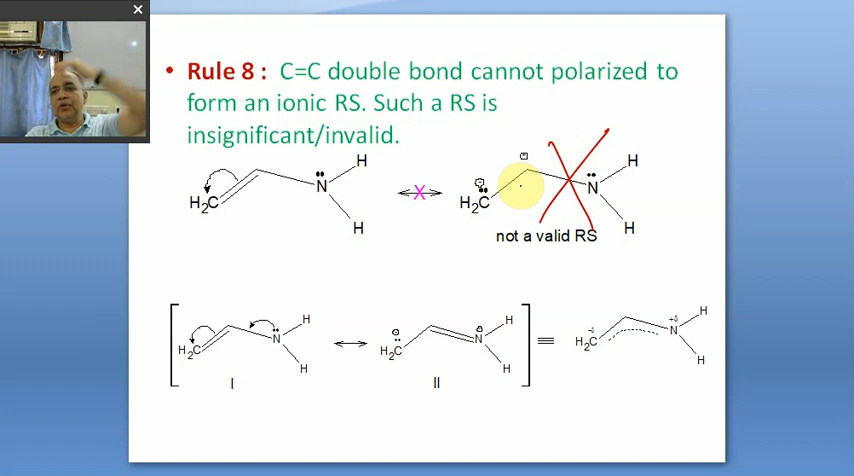 • Rule 8 : C=C double bond cannot polarized to
form an ionic RS. Such a RS is
insignificant/invalid.
H₂C N H H
X
H₂C N H H
not a valid RS
H₂C N H H
I
H₂C N H H
II
H₂C -δ N +δ H H